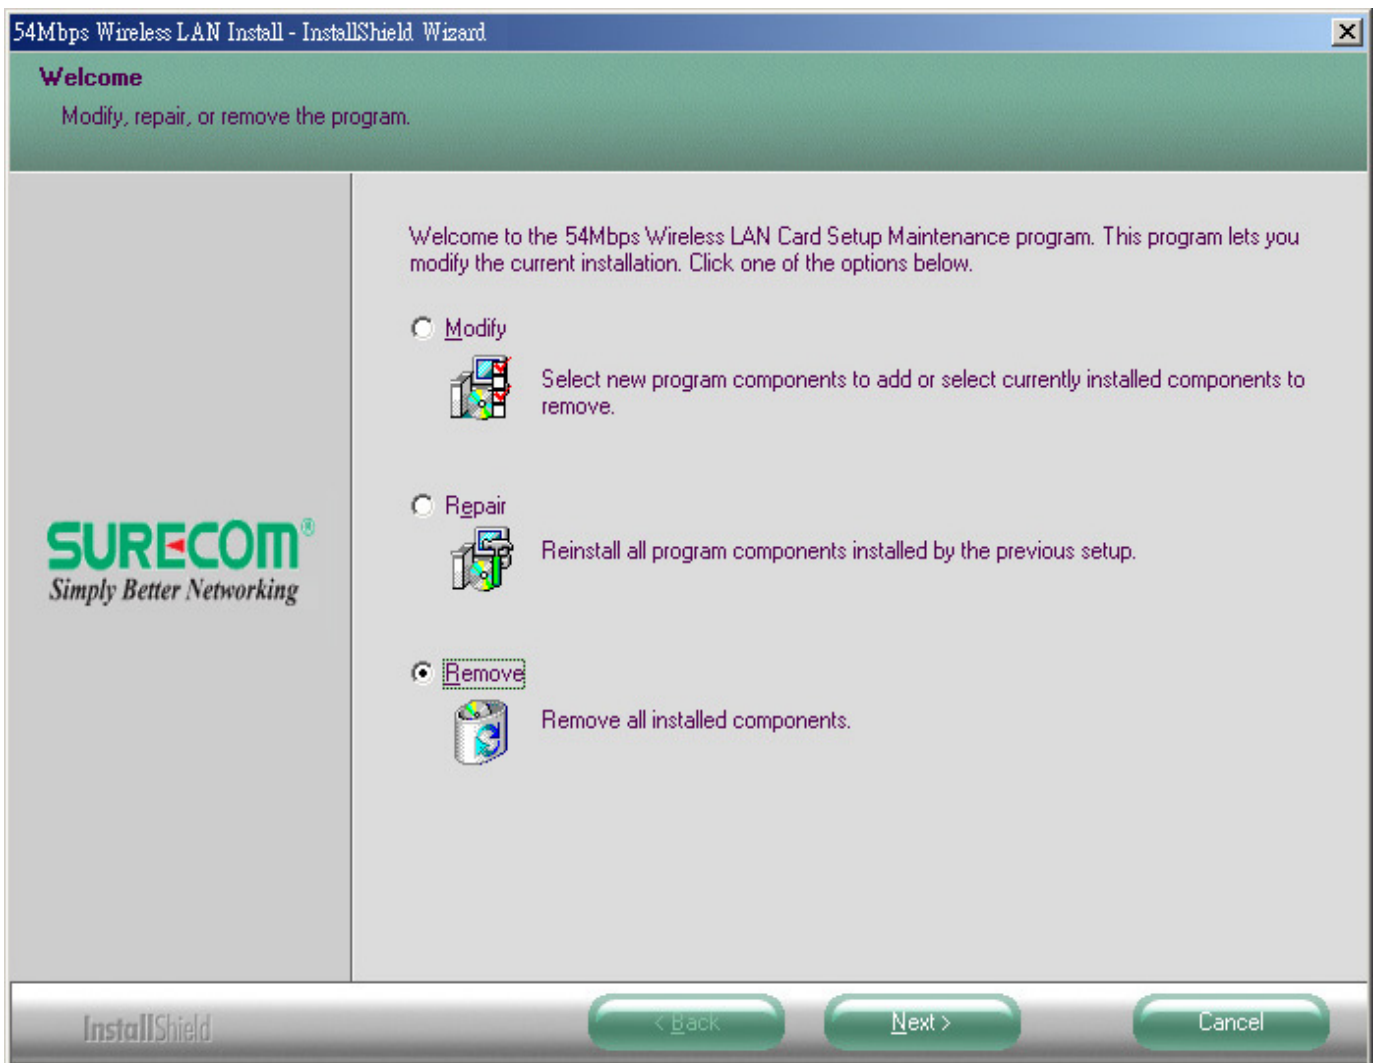 54Mbps Wireless LAN Install - InstallShield Wizard
Welcome
Modify, repair, or remove the program.
Welcome to the 54Mbps Wireless LAN Card Setup Maintenance program. This program lets you
modify the current installation. Click one of the options below.
Modify
Select new program components to add or select currently installed components to
remove.
Repair
Reinstall all program components installed by the previous setup.
Remove
Remove all installed components.
SURECOM®
Simply Better Networking
InstallShield
< Back
Next >
Cancel